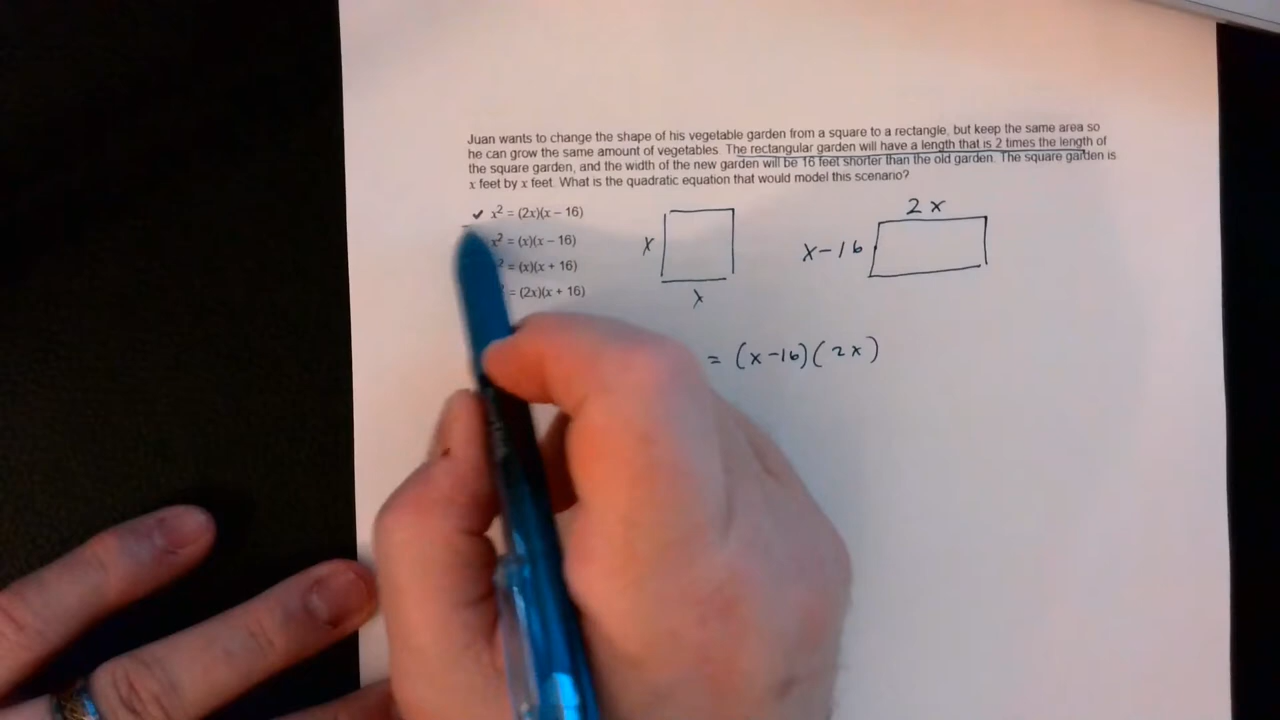 Juan wants to change the shape of his vegetable garden from a square to a rectangle, but keep the same area so
he can grow the same amount of vegetables. The rectangular garden will have a length that is 2 times the length of
the square garden, and the width of the new garden will be 16 feet shorter than the old garden. The square garden is
x feet by x feet. What is the quadratic equation that would model this scenario?
✓ x² = (2x)(x – 16)
x² = (x)(x – 16)
² = (x)(x + 16)
= (2x)(x + 16)
2x
x
x-16
x
= (x-16)(2x)